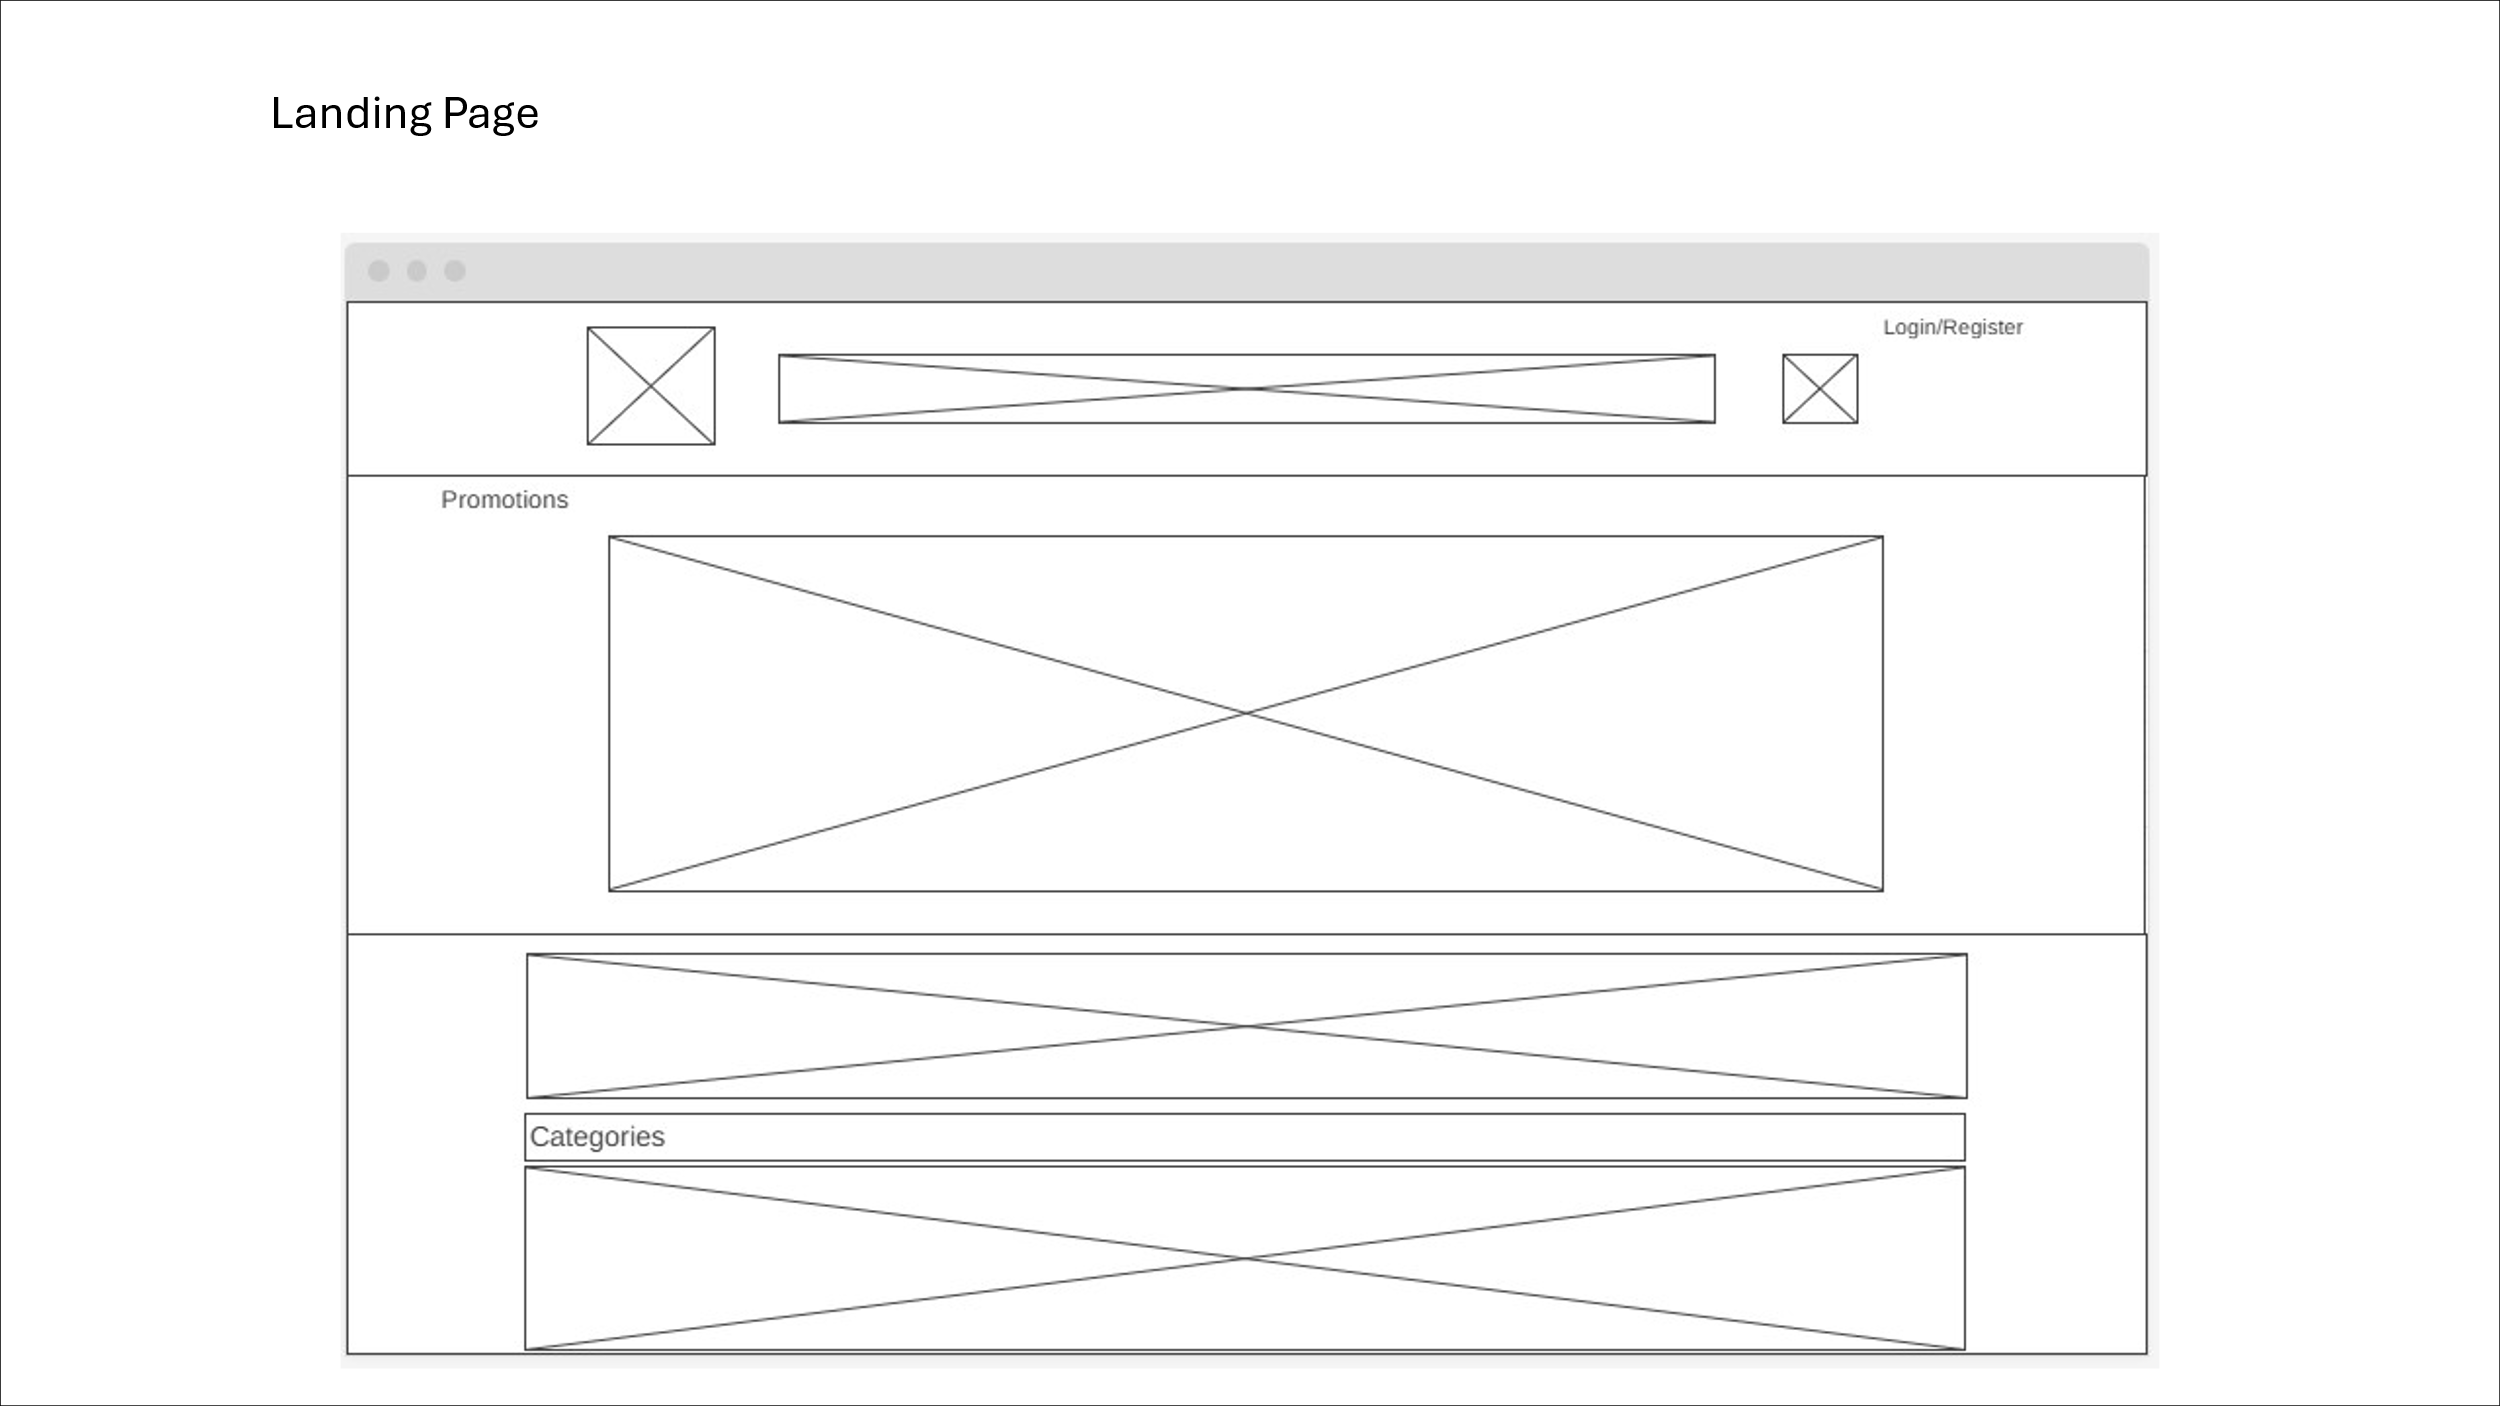 Landing Page
Login/Register
Promotions
Categories